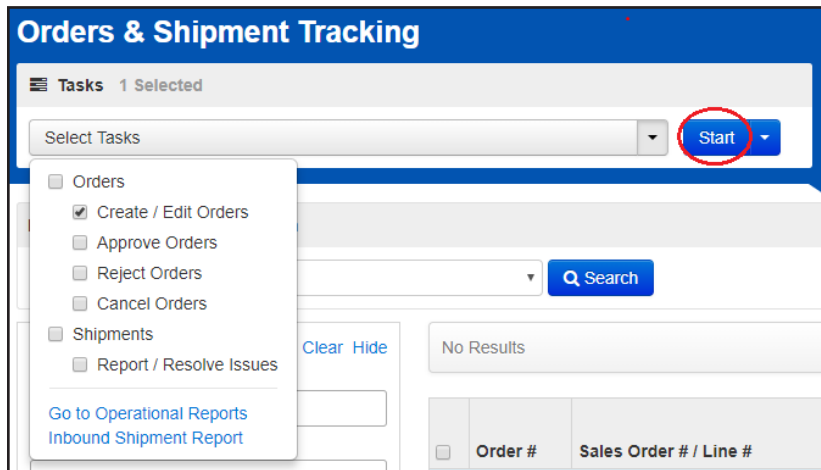 Orders & Shipment Tracking
Tasks 1 Selected
Select Tasks
Start
Orders
Create / Edit Orders
Approve Orders
Reject Orders
Cancel Orders
Shipments
Report / Resolve Issues
Go to Operational Reports
Inbound Shipment Report
Search
Clear Hide
No Results
Order # Sales Order # / Line #